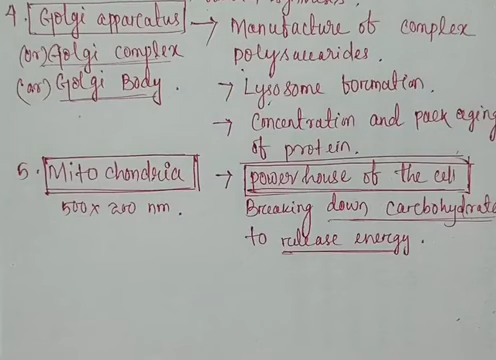 4. Golgi apparcatus → Manufacture of complex
(or) Golgi complex polysaccarides.
(or) Golgi Body. → Lysosome formation.
→ Concentration and packaging
of protein.
5. Mitochondria → power house of the cell
500 x 200 nm. Breaking down carbohydrate
to release energy.